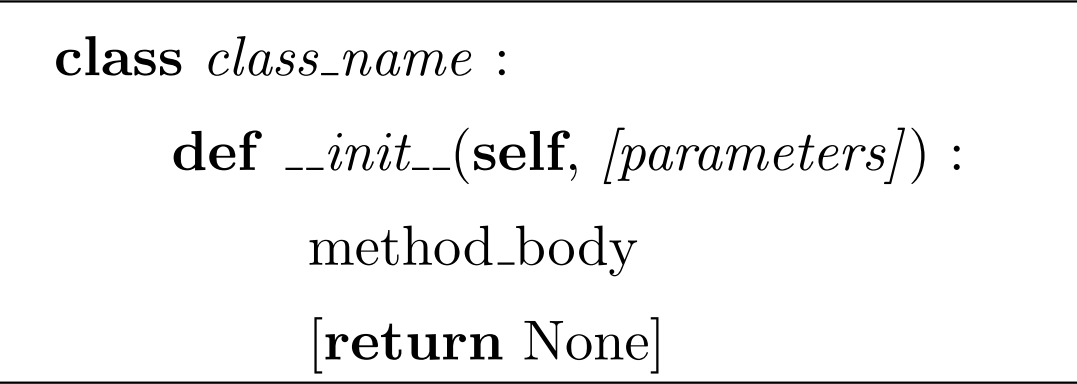 class class_name :
def __init__(self, [parameters]) :
method_body
[return None]